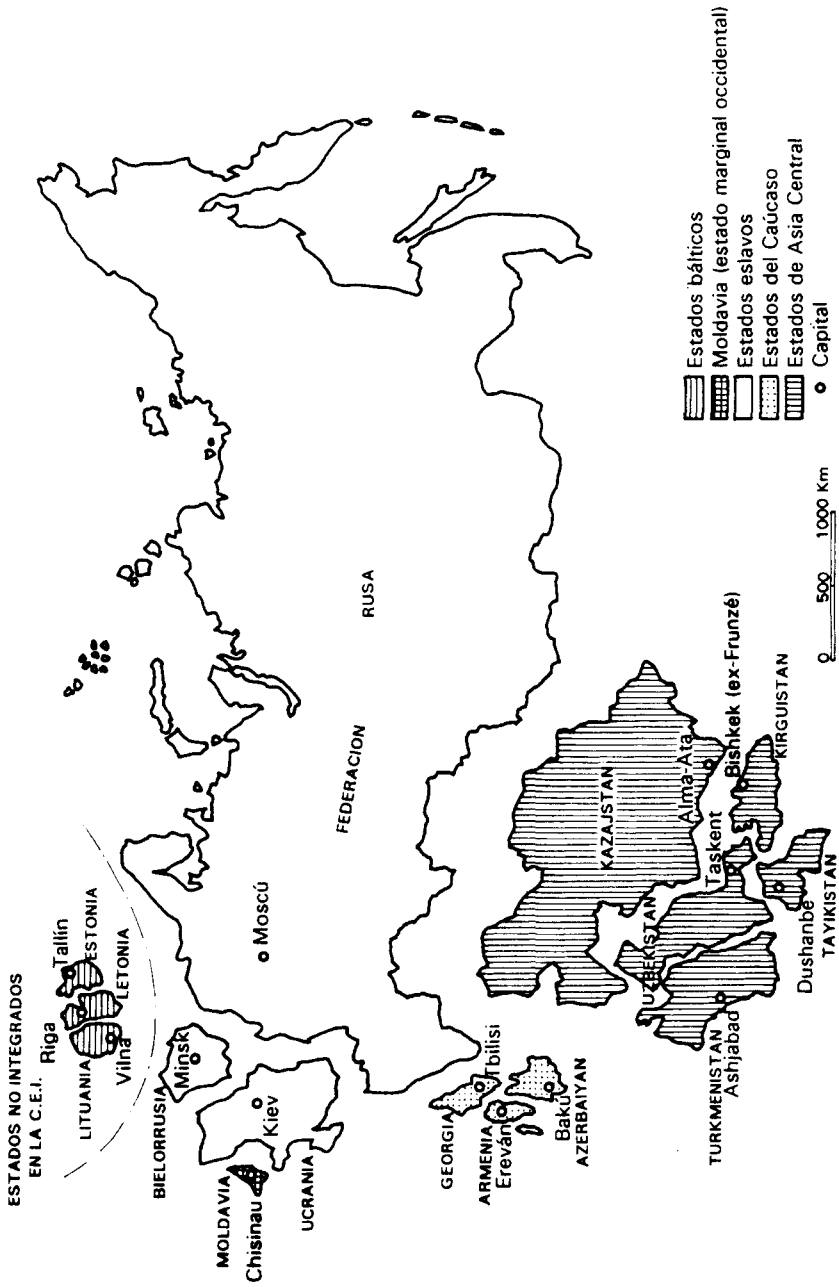 ESTADOS NO INTEGRADOS
EN LA C.E.I.
Tallín
ESTONIA
Riga
LETONIA
LITUANIA
Vilna
BIELORRUSIA
Minsk
Moscú
Kiev
MOLDAVIA
Chisinau
UCRANIA
FEDERACION
RUSA
GEORGIA
Tbilisi
ARMENIA
Ereván
Bakú
AZERBAIYAN
KAZAJSTAN
Alma-Ata
UZBEKISTAN
Taskent
Bishkek (ex-Frunzé)
KIRGUISTAN
TURKMENISTAN
Ashjabad
Dushanbé
TAYIKISTAN
Estados bálticos
Moldavia (estado marginal occidental)
Estados eslavos
Estados del Caúcaso
Estados de Asia Central
Capital
0 500 1000 Km